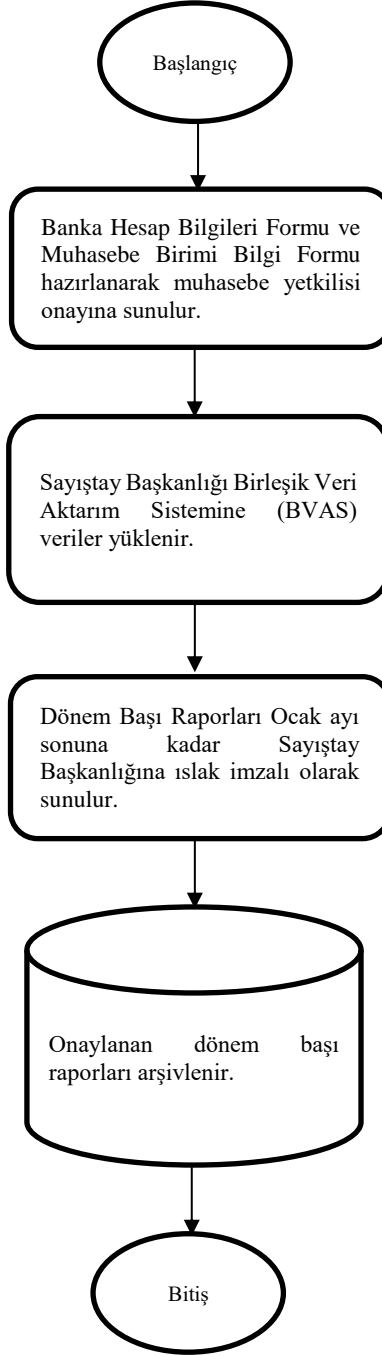 Başlangıç
Banka Hesap Bilgileri Formu ve
Muhasebe Birimi Bilgi Formu
hazırlanarak muhasebe yetkilisi
onayına sunulur.
Sayıştay Başkanlığı Birleşik Veri
Aktarım Sistemine (BVAS)
veriler yüklenir.
Dönem Başı Raporları Ocak ayı
sonuna kadar Sayıştay
Başkanlığına ıslak imzalı olarak
sunulur.
Onaylanan dönem başı
raporları arşivlenir.
Bitiş